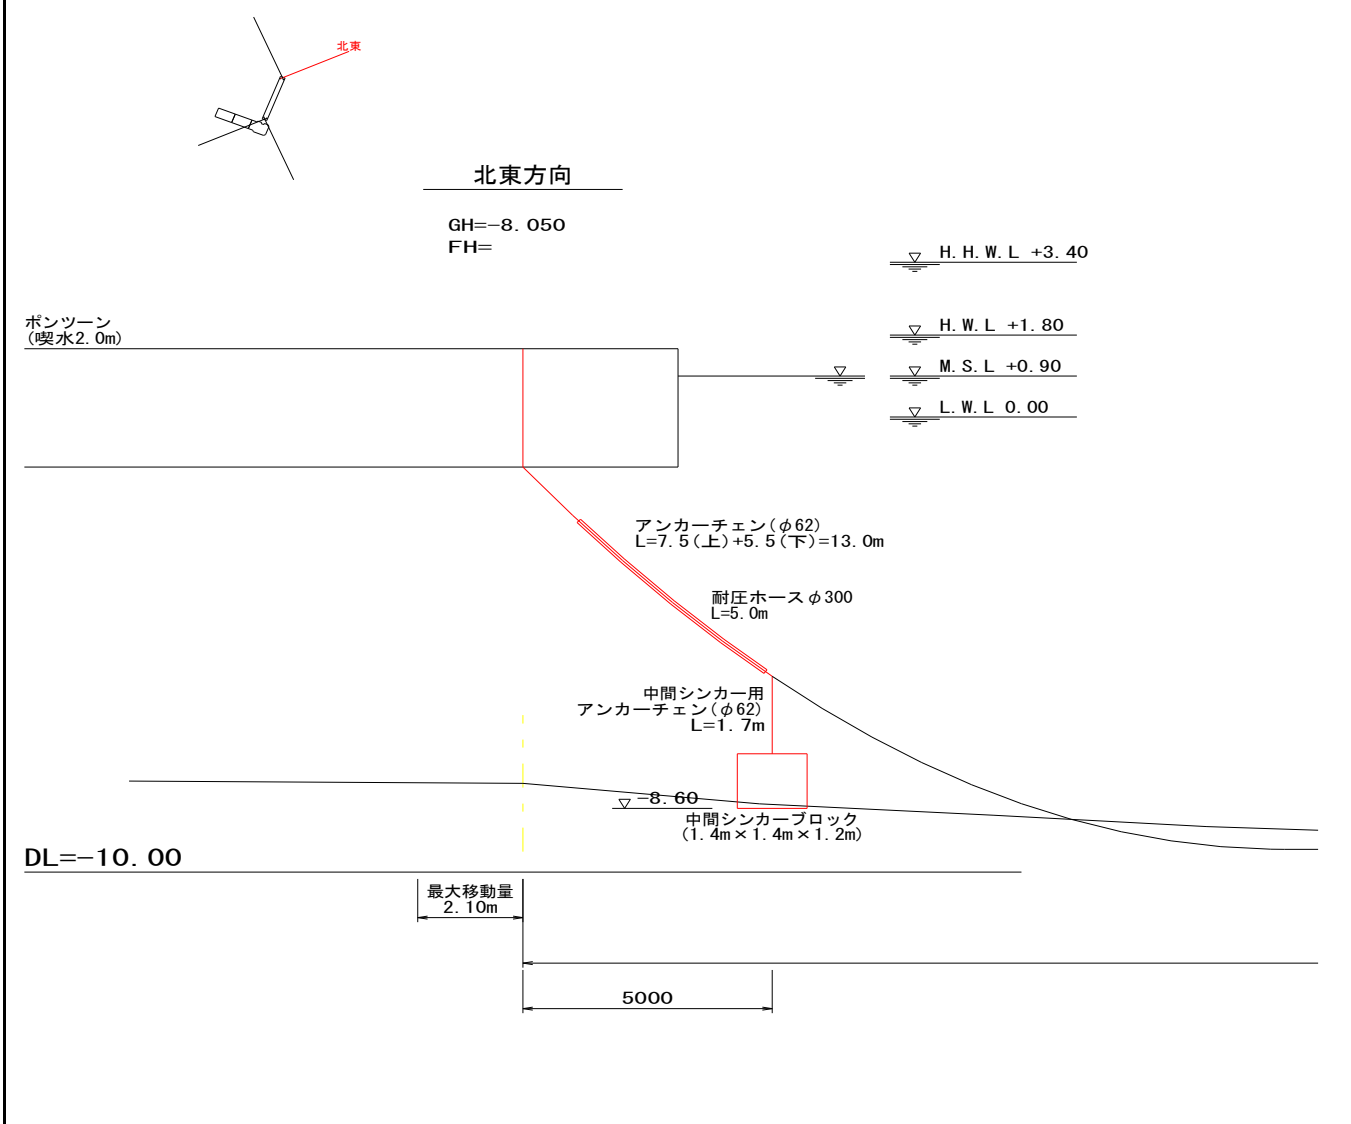 北東
北東方向
GH=-8.050
FH=
H.H.W.L +3.40
H.W.L +1.80
M.S.L +0.90
L.W.L 0.00
ポンツーン
(喫水2.0m)
アンカーチェン(φ62)
L=7.5(上)+5.5(下)=13.0m
耐圧ホースφ300
L=5.0m
中間シンカー用
アンカーチェン(φ62)
L=1.7m
-8.60
中間シンカーブロック
(1.4m×1.4m×1.2m)
DL=-10.00
最大移動量
2.10m
5000